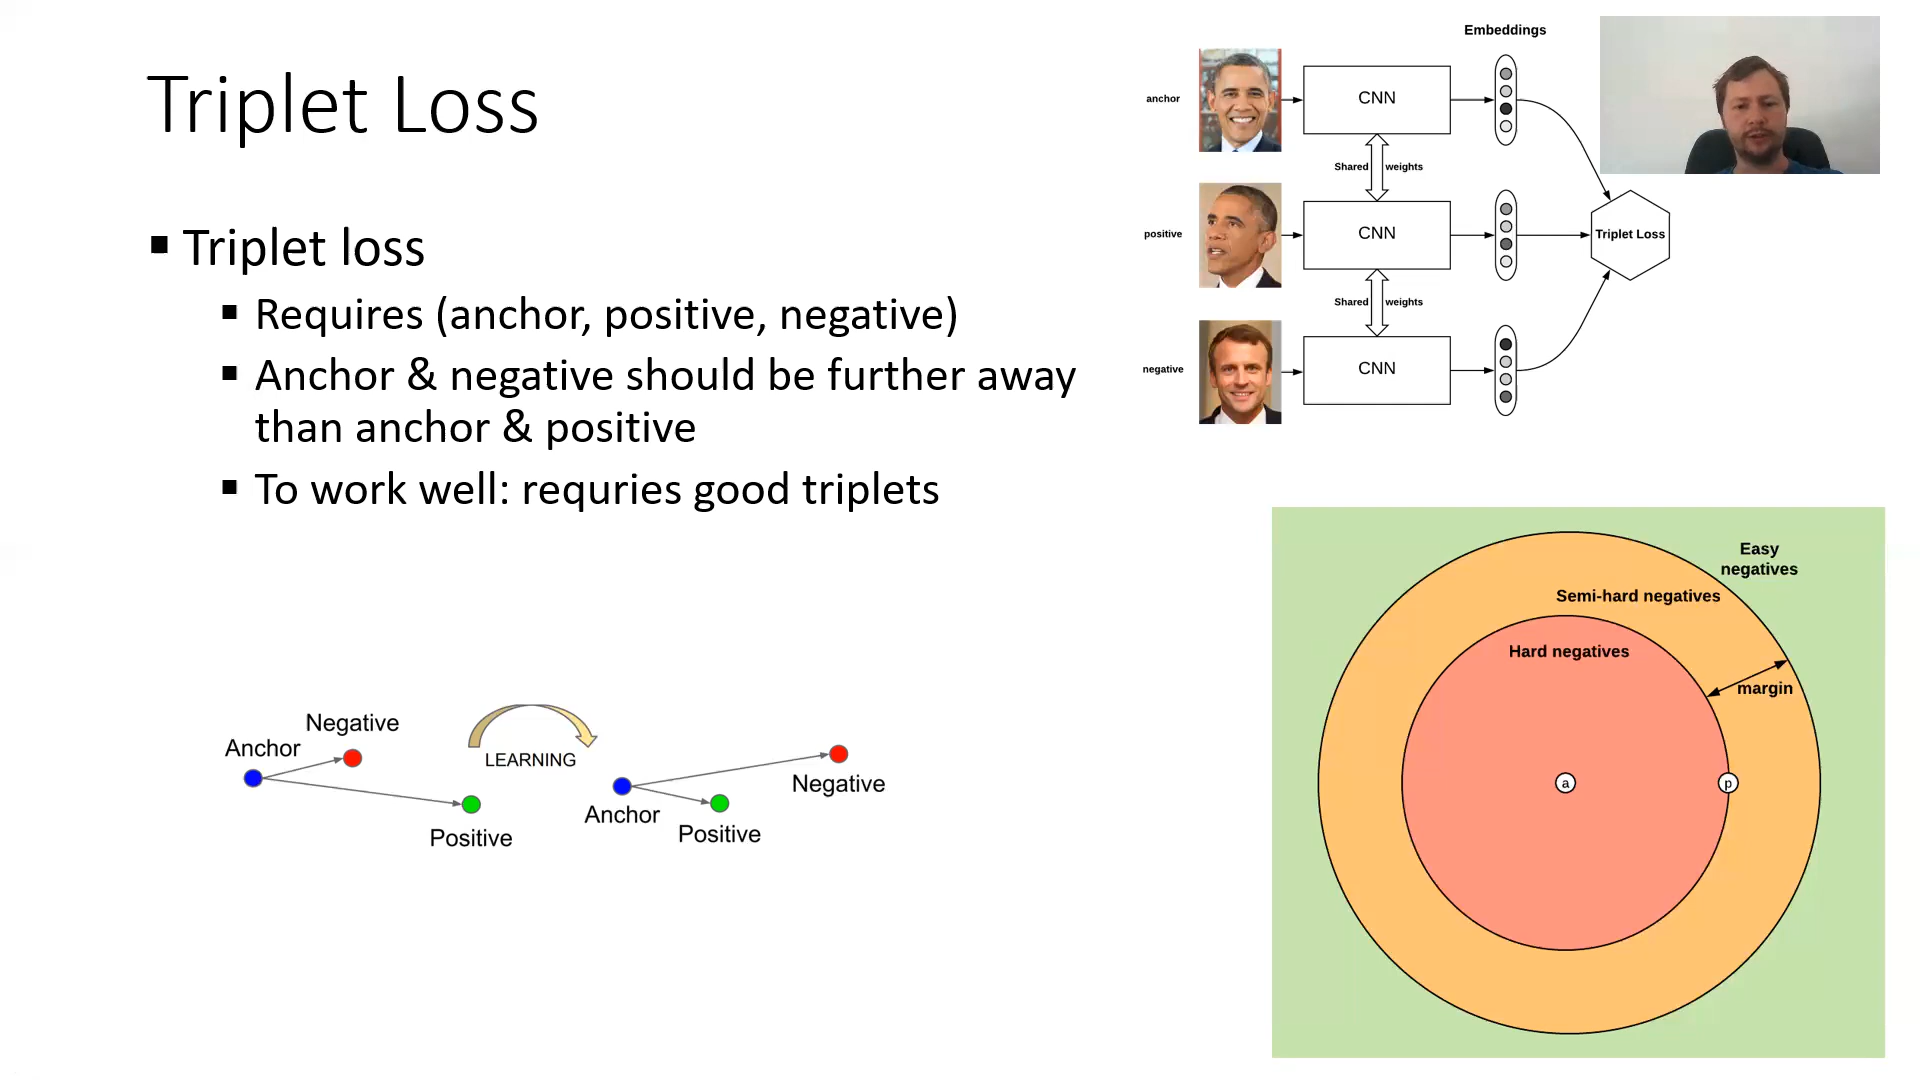 Triplet Loss
▪ Triplet loss
▪ Requires (anchor, positive, negative)
▪ Anchor & negative should be further away
than anchor & positive
▪ To work well: requries good triplets
Embeddings
anchor
CNN
Shared weights
positive
CNN
Triplet Loss
Shared weights
negative
CNN
Negative
Anchor
Positive
LEARNING
Negative
Anchor
Positive
Easy
negatives
Semi-hard negatives
Hard negatives
margin
a
p